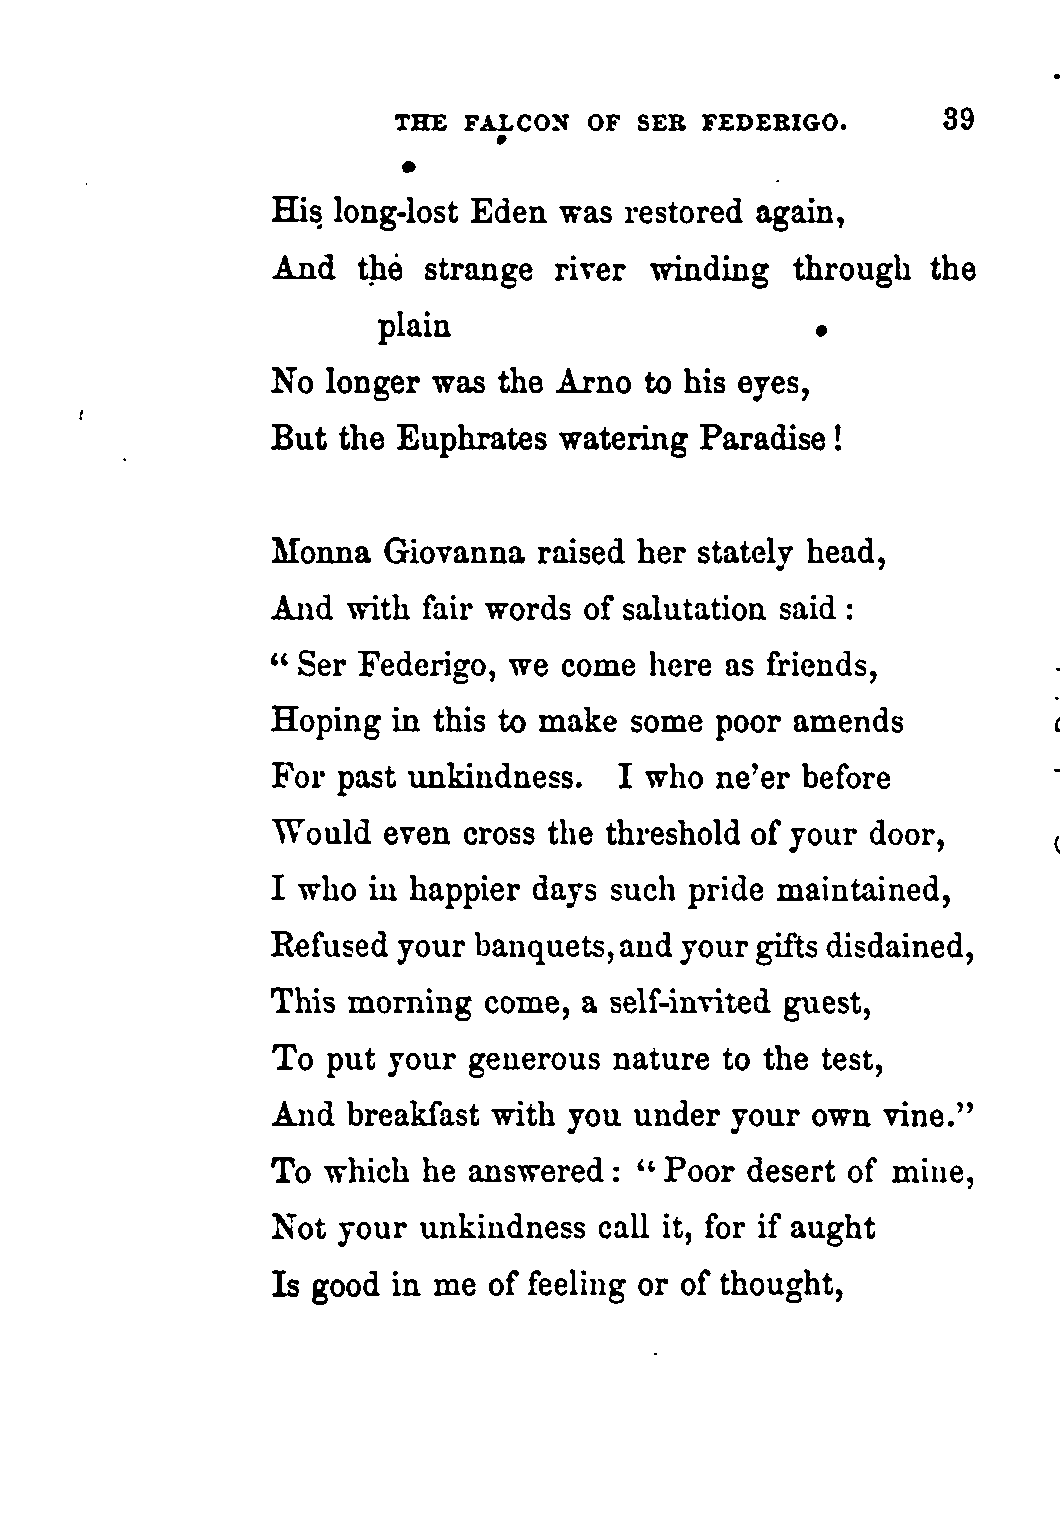 THE FALCON OF SER FEDERIGO. 39
His long-lost Eden was restored again,
And the strange river winding through the
plain
No longer was the Arno to his eyes,
But the Euphrates watering Paradise!
Monna Giovanna raised her stately head,
And with fair words of salutation said:
“Ser Federigo, we come here as friends,
Hoping in this to make some poor amends
For past unkindness. I who ne’er before
Would even cross the threshold of your door,
I who in happier days such pride maintained,
Refused your banquets, and your gifts disdained,
This morning come, a self-invited guest,
To put your generous nature to the test,
And breakfast with you under your own vine.”
To which he answered: “Poor desert of mine,
Not your unkindness call it, for if aught
Is good in me of feeling or of thought,